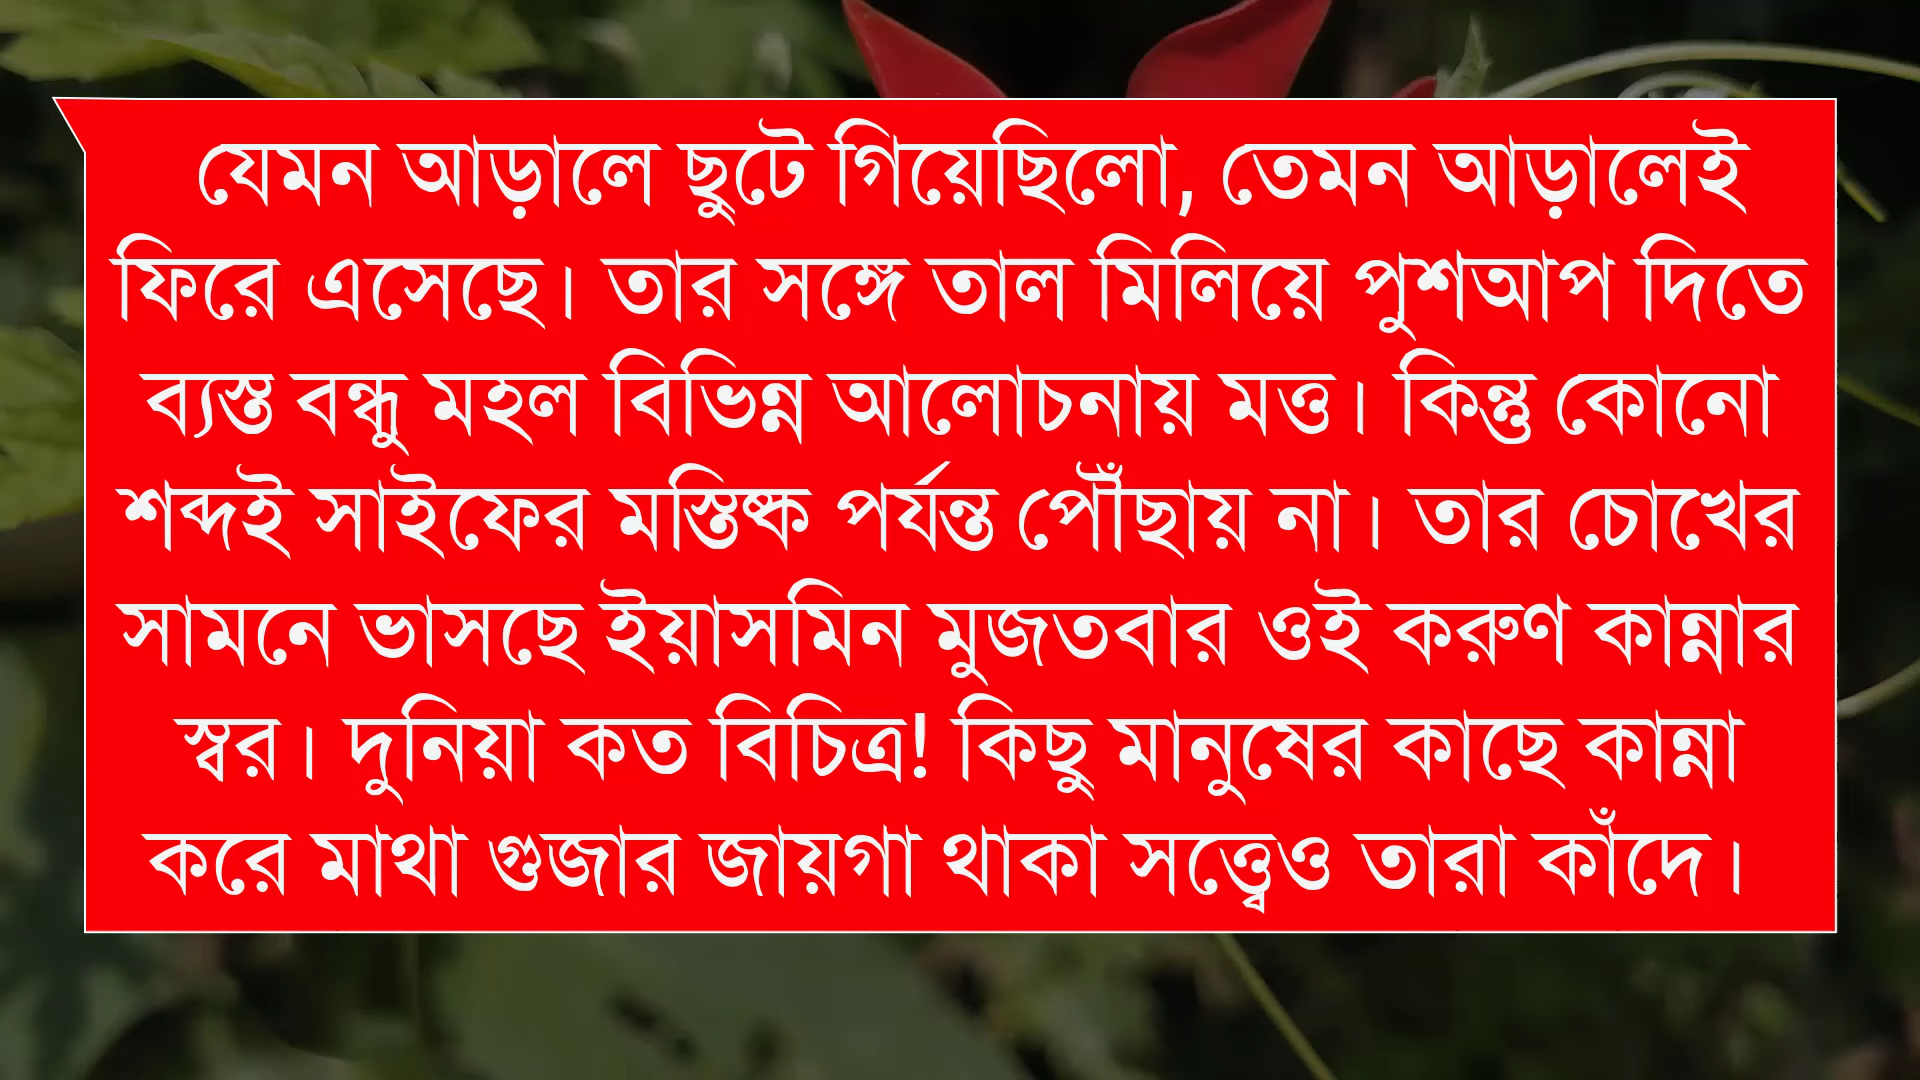 যেমন আড়ালে ছুটে গিয়েছিলো, তেমন আড়ালেই
ফিরে এসেছে। তার সঙ্গে তাল মিলিয়ে পুশআপ দিতে
ব্যস্ত বন্ধু মহল বিভিন্ন আলোচনায় মত্ত। কিন্তু কোনো
শব্দই সাইফের মস্তিষ্ক পর্যন্ত পৌঁছায় না। তার চোখের
সামনে ভাসছে ইয়াসমিন মুজতবার ওই করুণ কান্নার
স্বর। দুনিয়া কত বিচিত্র! কিছু মানুষের কাছে কান্না
করে মাথা গুজার জায়গা থাকা সত্ত্বেও তারা কাঁদে।